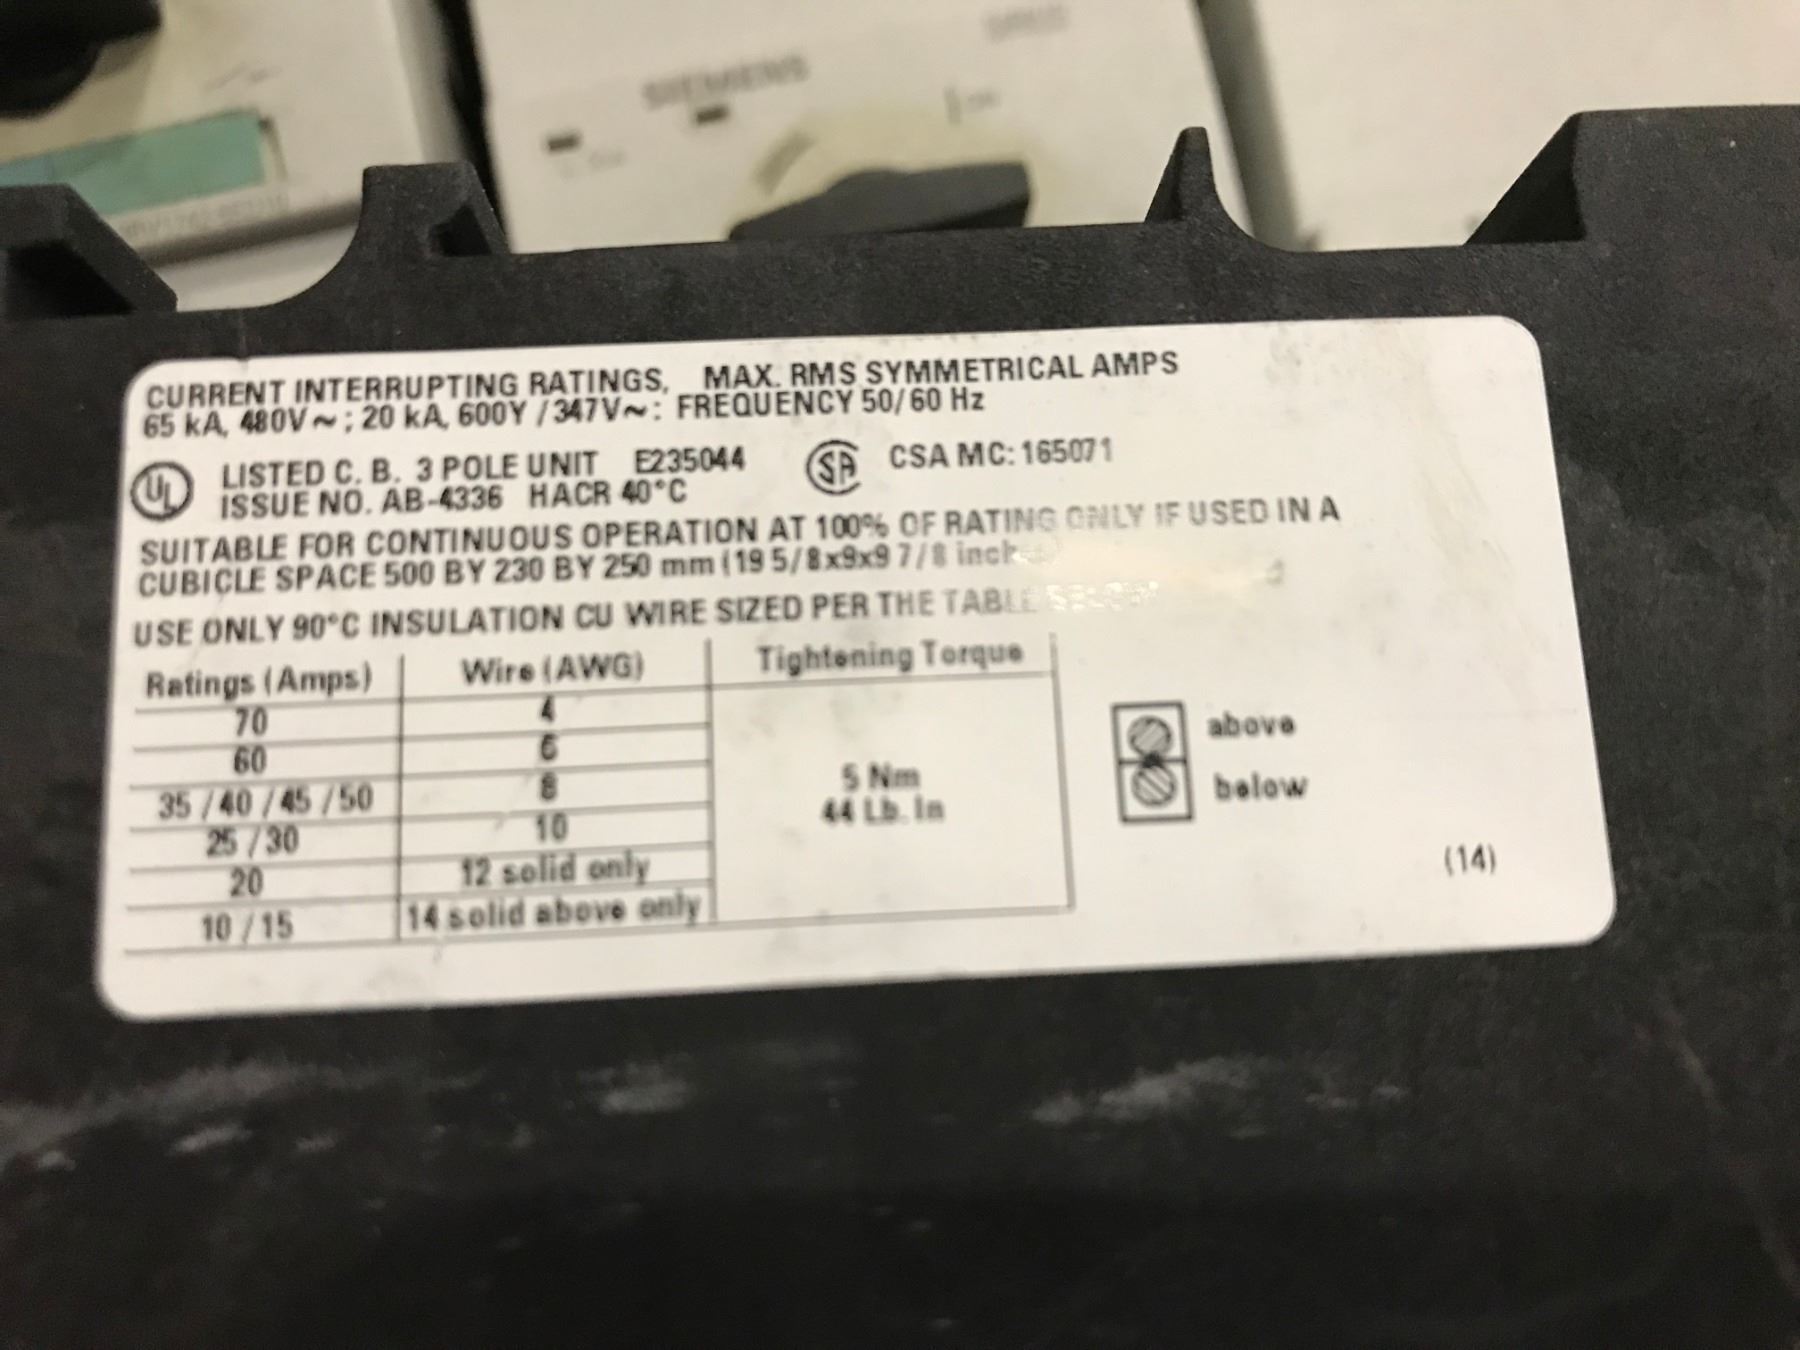 SIEMENS
CURRENT INTERRUPTING RATINGS, MAX. RMS SYMMETRICAL AMPS
65 kA, 480V ~ ; 20 kA, 600Y / 347V~ : FREQUENCY 50/60 Hz
UL LISTED C. B. 3 POLE UNIT E235044 SA CSA MC: 165071
ISSUE NO. AB-4336 HACR 40°C
SUITABLE FOR CONTINUOUS OPERATION AT 100% OF RATING ONLY IF USED IN A
CUBICLE SPACE 500 BY 230 BY 250 mm (19 5/8x9x9 7/8
USE ONLY 90°C INSULATION CU WIRE SIZED PER THE TABLE BELOW
Ratings (Amps) Wire (AWG) Tightening Torque
70 4
60 6
35 / 40 / 45 / 50 8
25 / 30 10
20 12 solid only
10 / 15 14 solid above only
5 Nm
44 Lb. In
above
below
(14)